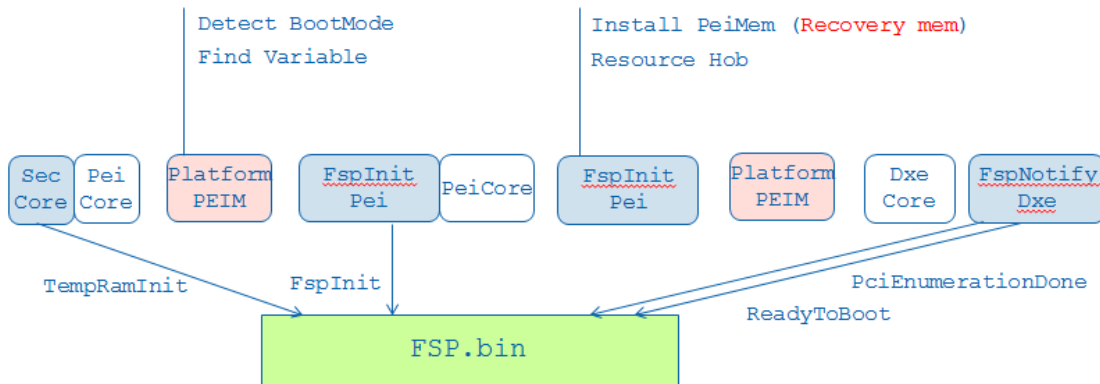 Detect BootMode
Find Variable
Install PeiMem (Recovery mem)
Resource Hob
Sec
Core
Pei
Core
Platform
PEIM
FspInit
Pei
PeiCore
FspInit
Pei
Platform
PEIM
Dxe
Core
FspNotify
Dxe
TempRamInit
FspInit
PciEnumerationDone
ReadyToBoot
FSP.bin